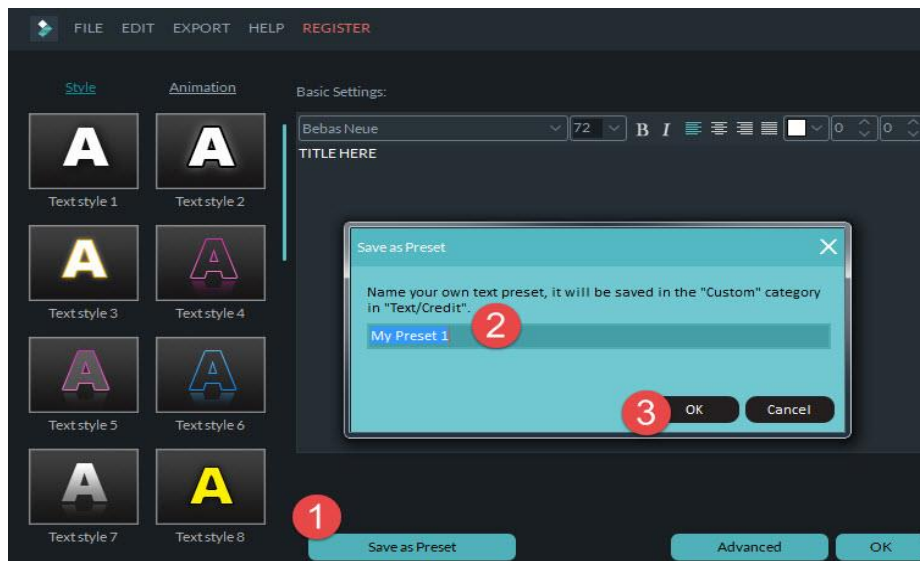 FILE EDIT EXPORT HELP REGISTER
Style Animation
Basic Settings:
Bebas Neue 72 B I 0 0
TITLE HERE
A A
Text style 1 Text style 2
A A
Text style 3 Text style 4
A A
Text style 5 Text style 6
A A
Text style 7 Text style 8
Save as Preset
Name your own text preset, it will be saved in the "Custom" category
in "Text/Credit".
My Preset 1
2
3
OK Cancel
1
Save as Preset Advanced OK